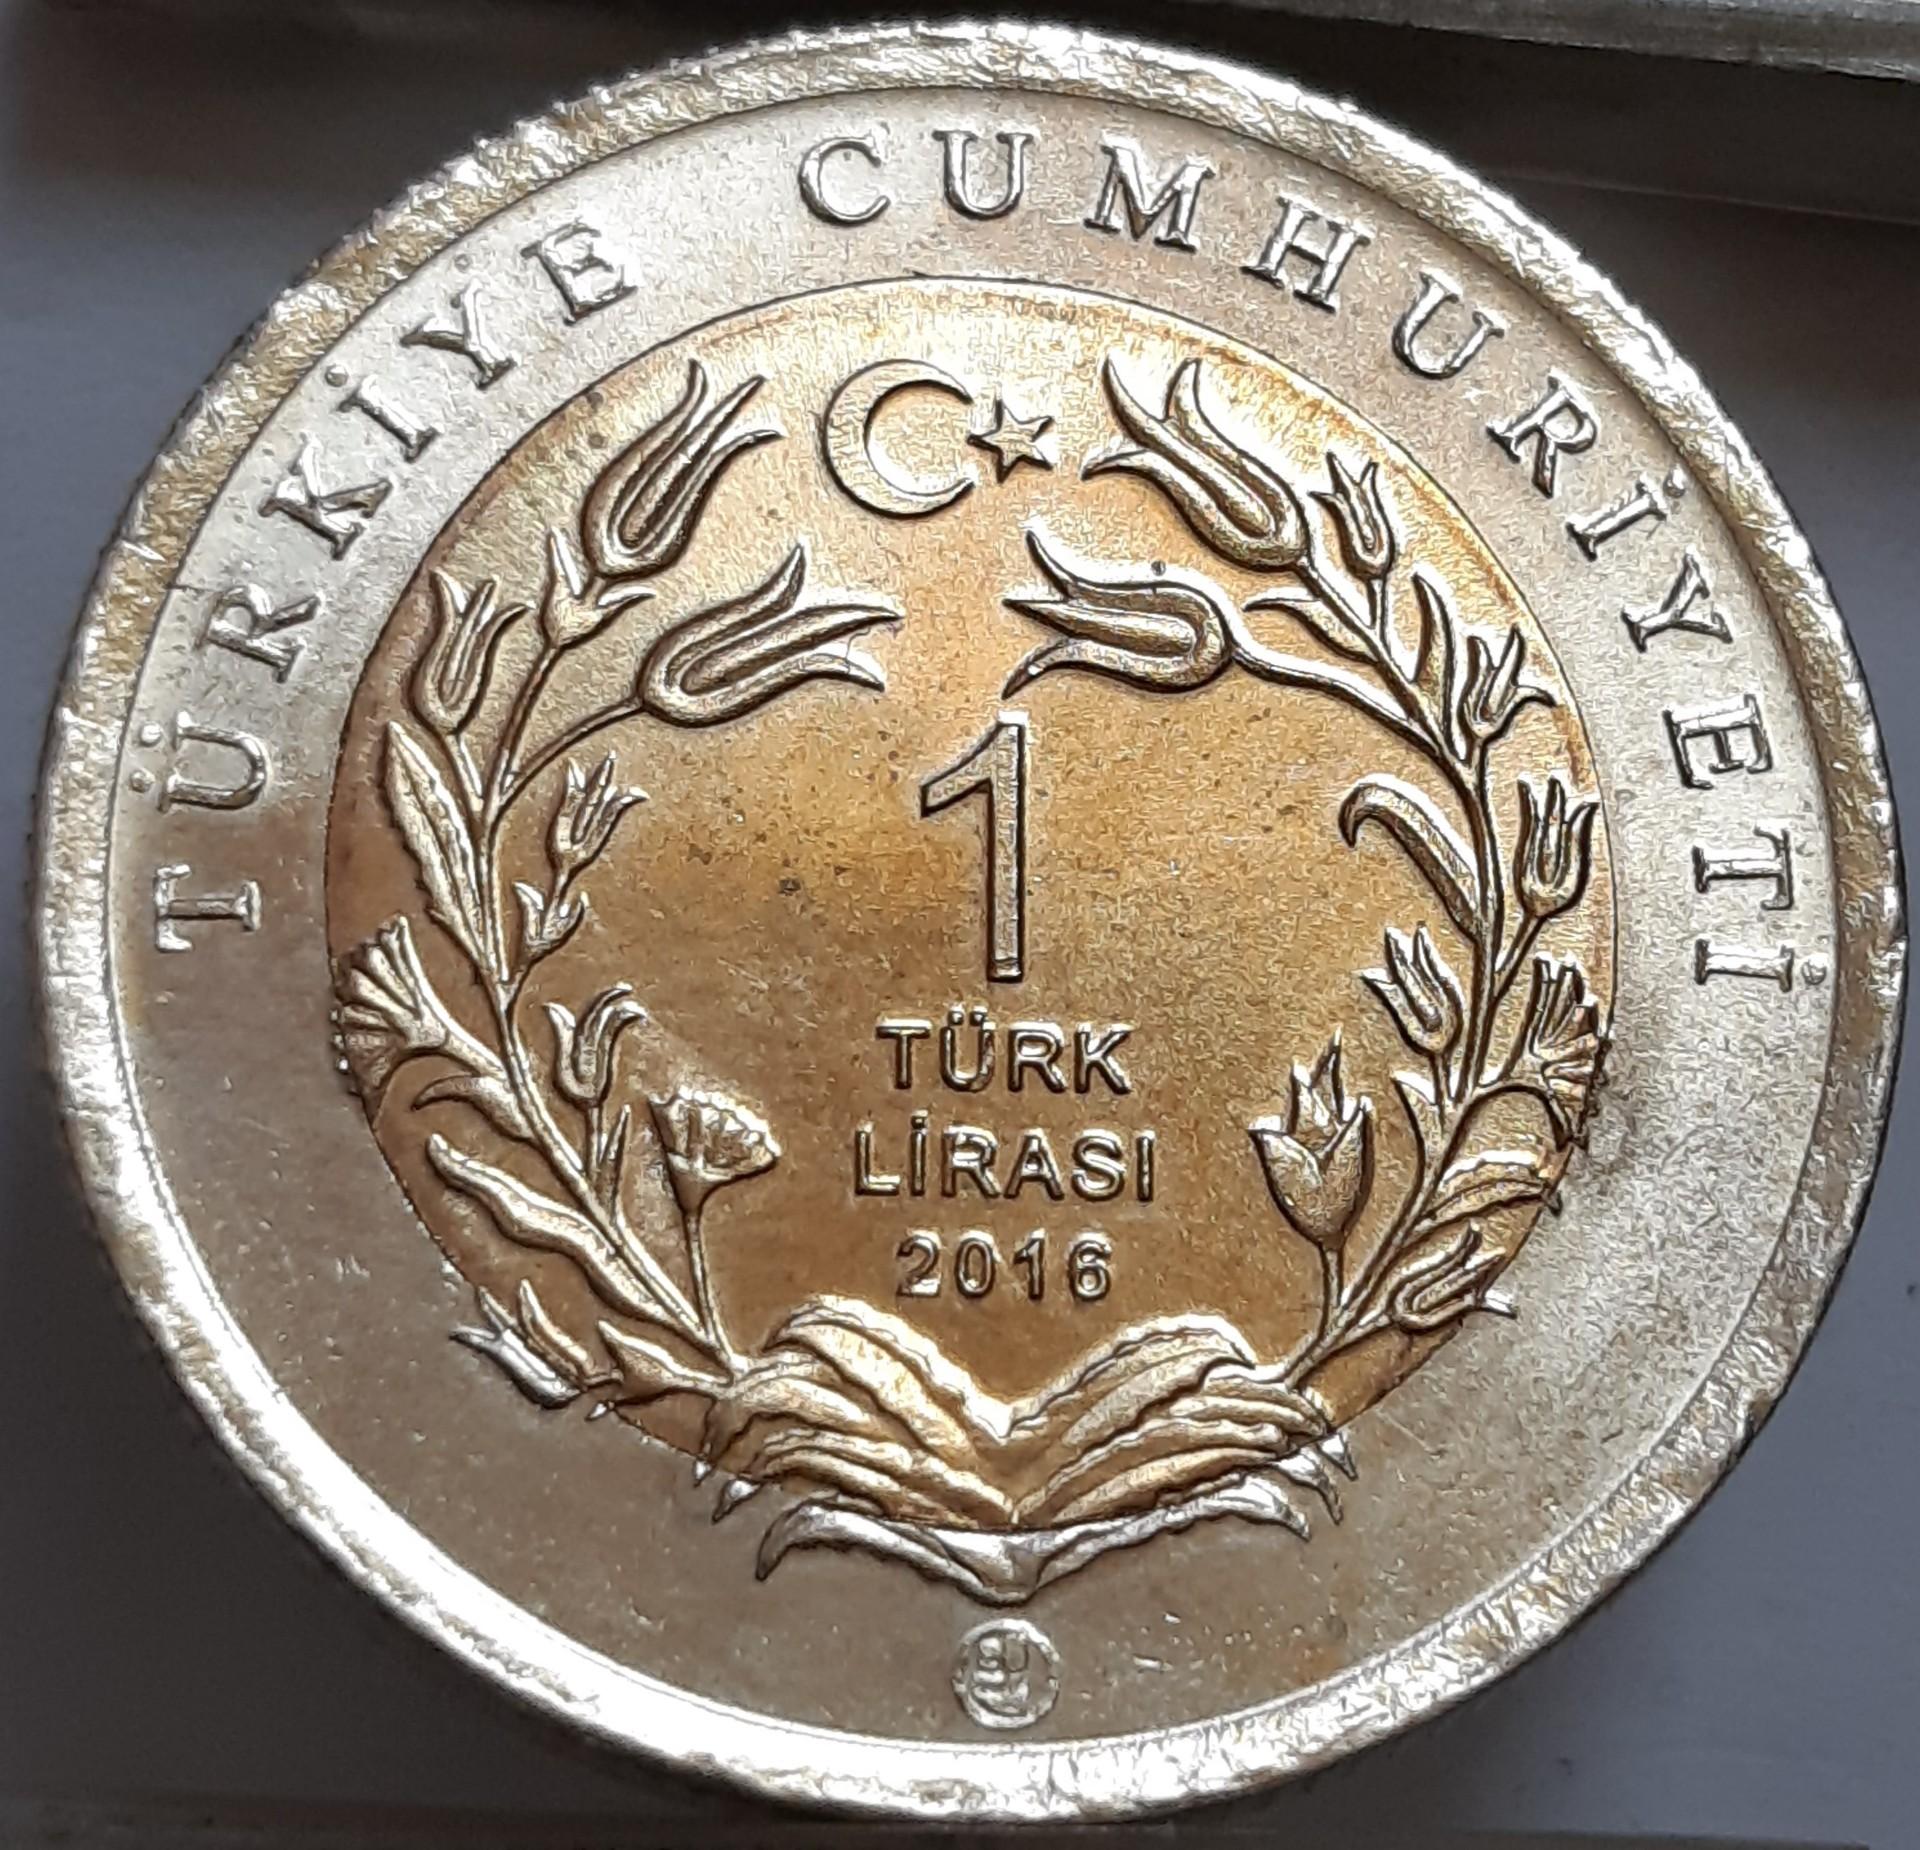 TÜRKİYE CUMHURİYETİ
1
TÜRK
LİRASI
2016